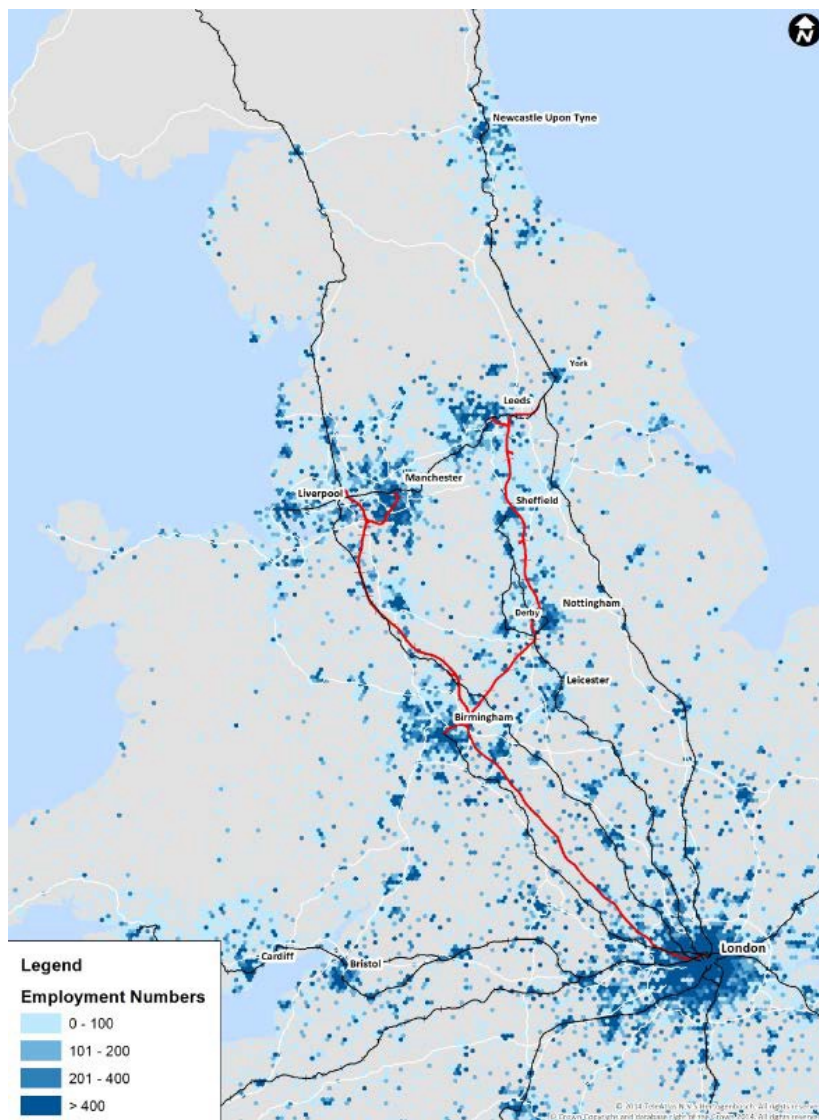 N
Newcastle Upon Tyne
York
Leeds
Manchester
Liverpool
Sheffield
Derby
Nottingham
Leicester
Birmingham
London
Cardiff
Bristol
Legend
Employment Numbers
0 - 100
101 - 200
201 - 400
> 400